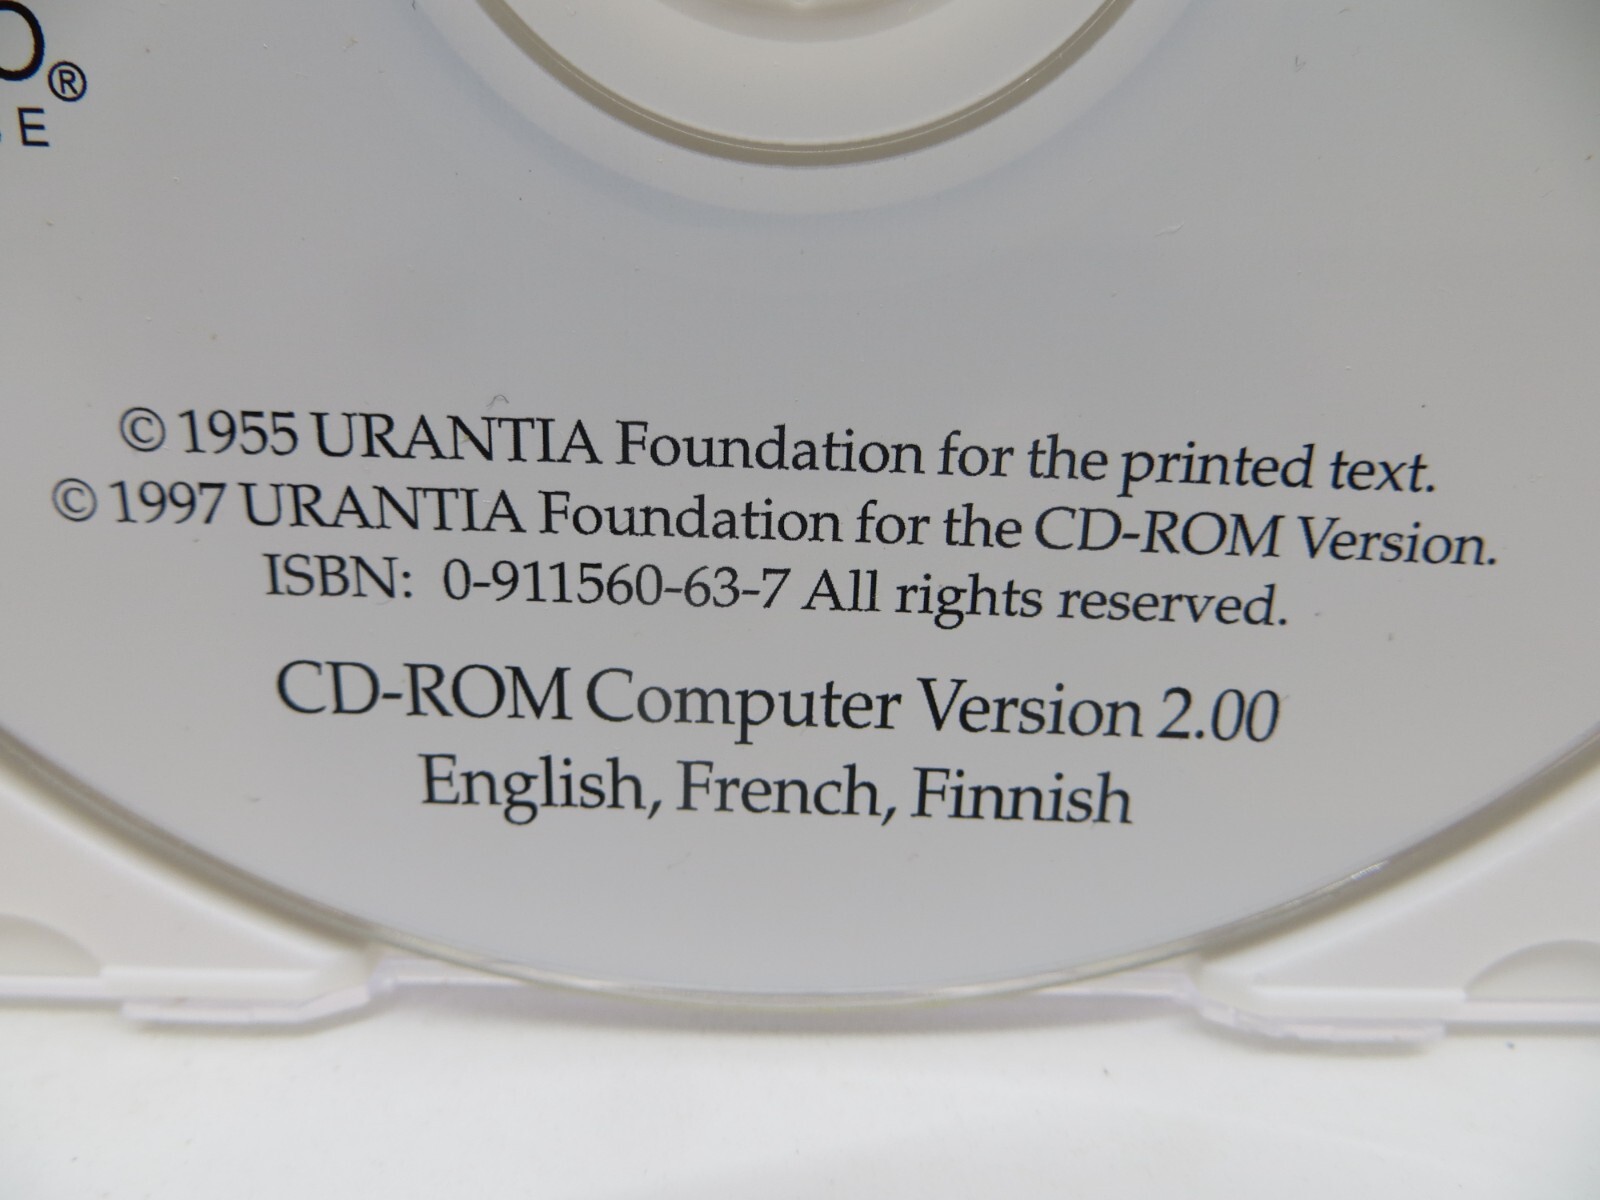 ®
E
© 1955 URANTIA Foundation for the printed text.
© 1997 URANTIA Foundation for the CD-ROM Version.
ISBN: 0-911560-63-7 All rights reserved.
CD-ROM Computer Version 2.00
English, French, Finnish